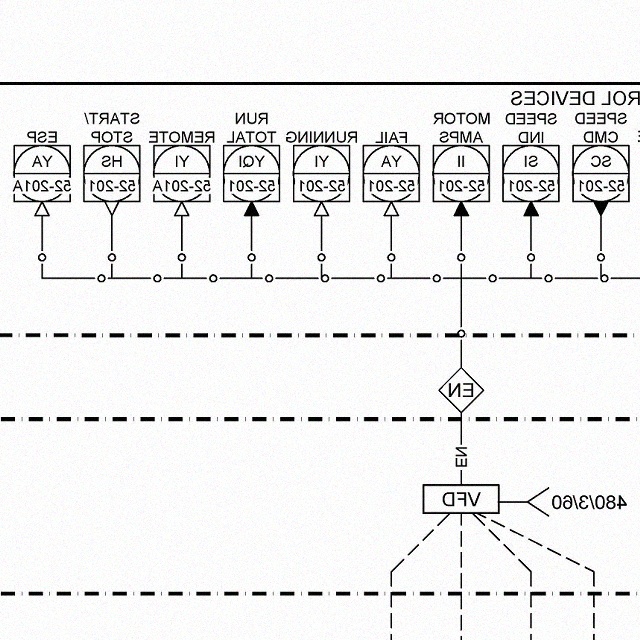 ROL DEVICES
SPEED
CMD
SC
52-201
SPEED
IND
SI
52-201
MOTOR
AMPS
II
52-201
FAIL
YA
52-201
RUNNING
YI
52-201
RUN
TOTAL
YQI
52-201
REMOTE
YI
52-201A
START/
STOP
HS
52-201
ESP
YA
52-201A
EN
EN
480/3/60
VFD